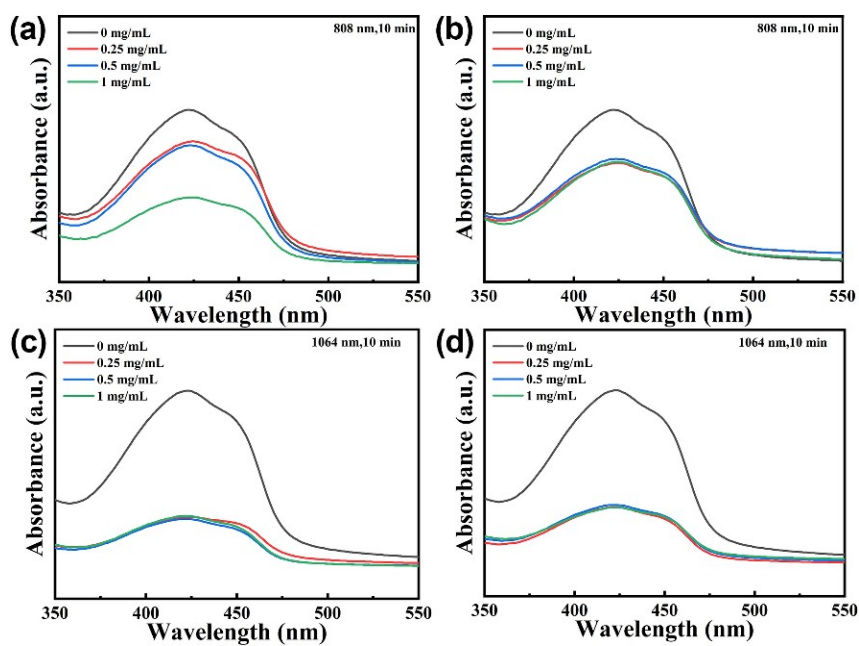 (a)
808 nm,10 min
0 mg/mL
0.25 mg/mL
0.5 mg/mL
1 mg/mL
Absorbance (a.u.)
350 400 450 500 550
Wavelength (nm)
(b)
808 nm,10 min
0 mg/mL
0.25 mg/mL
0.5 mg/mL
1 mg/mL
Absorbance (a.u.)
350 400 450 500 550
Wavelength (nm)
(c)
1064 nm,10 min
0 mg/mL
0.25 mg/mL
0.5 mg/mL
1 mg/mL
Absorbance (a.u.)
350 400 450 500 550
Wavelength (nm)
(d)
1064 nm,10 min
0 mg/mL
0.25 mg/mL
0.5 mg/mL
1 mg/mL
Absorbance (a.u.)
350 400 450 500 550
Wavelength (nm)